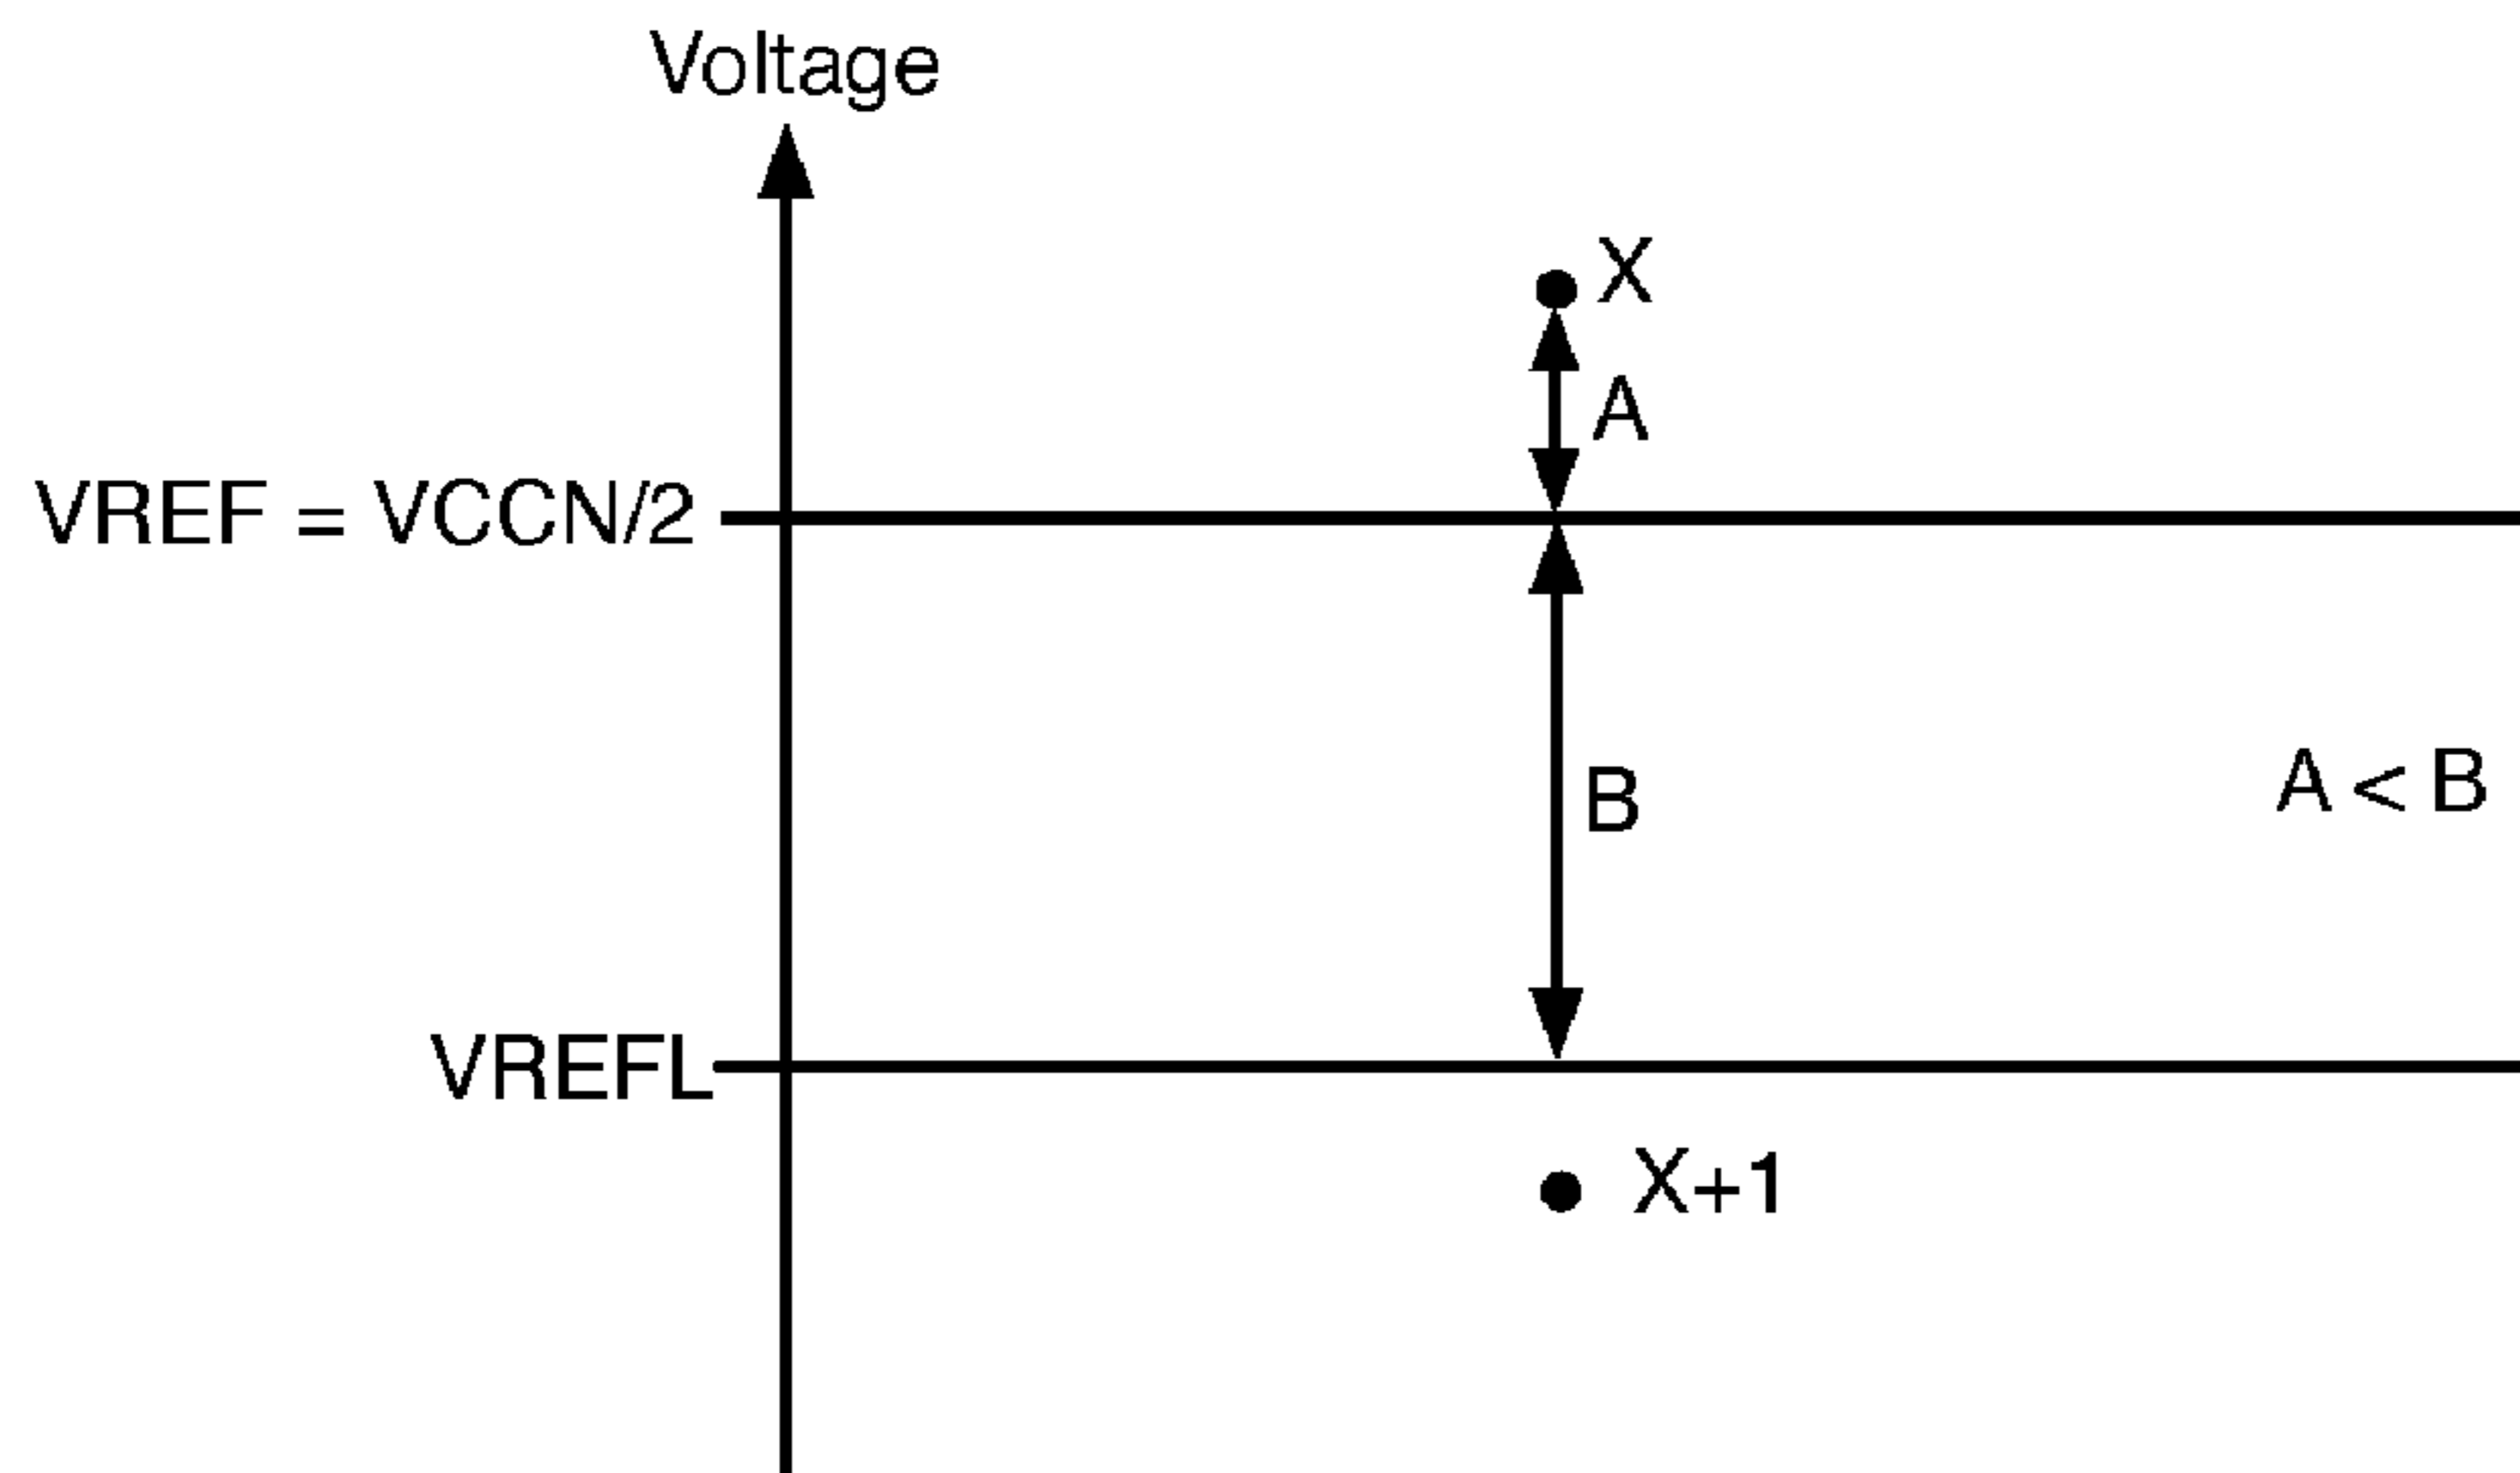 Voltage
X
A
VREF = VCCN/2
B
A < B
VREFL
X+1